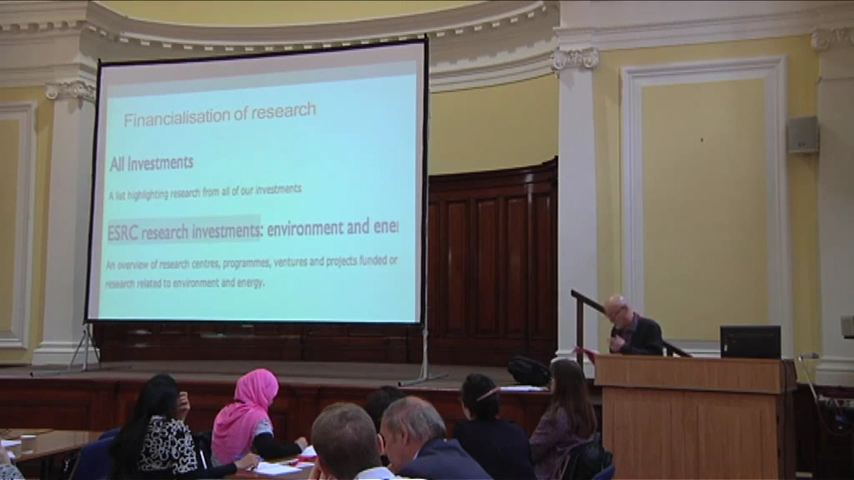 Financialisation of research
All Investments
A list highlighting research from all of our investments
ESRC research investments: environment and ene
An overview of research centres, programmes, ventures and projects funded or
research related to environment and energy.